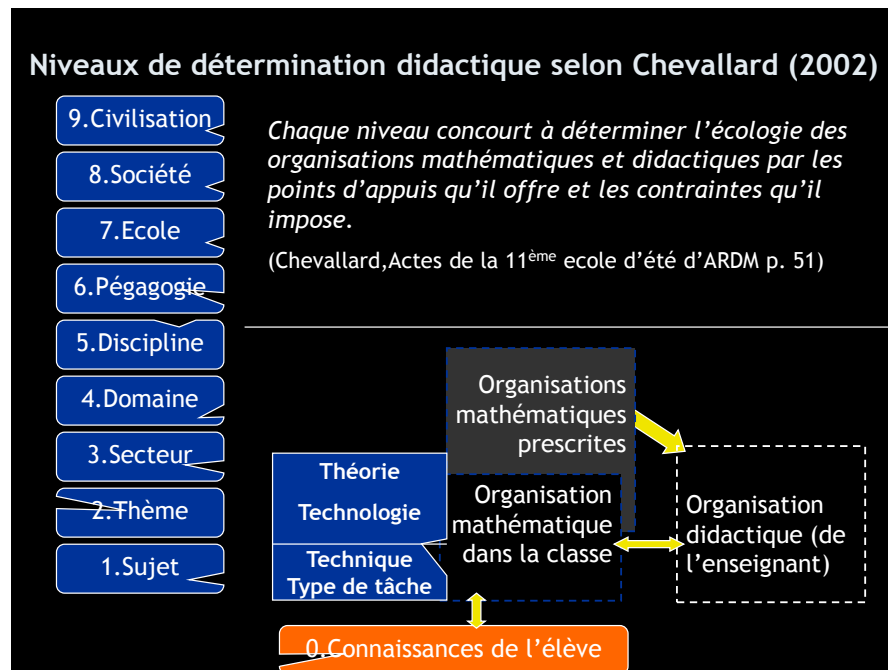 Niveaux de détermination didactique selon Chevallard (2002)
9.Civilisation
8.Société
7.Ecole
6.Pégagogie
5.Discipline
4.Domaine
3.Secteur
2.Thème
1.Sujet
Chaque niveau concourt à déterminer l’écologie des
organisations mathématiques et didactiques par les
points d’appuis qu’il offre et les contraintes qu’il
impose.
(Chevallard,Actes de la 11ème ecole d’été d’ARDM p. 51)
Organisations
mathématiques
prescrites
Théorie
Technologie
Technique
Type de tâche
Organisation
mathématique
dans la classe
Organisation
didactique (de
l’enseignant)
0.Connaissances de l’élève